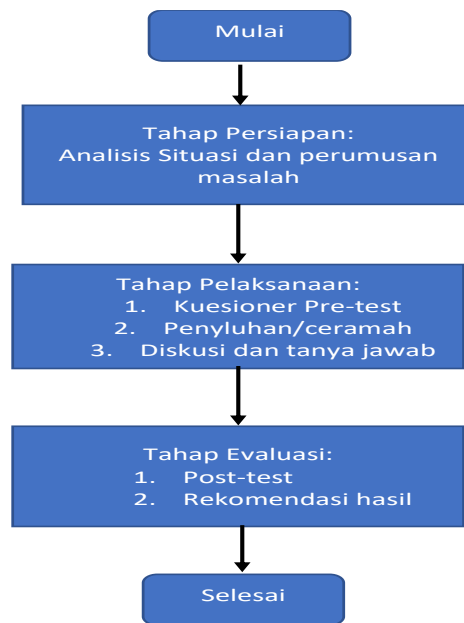 Mulai
Tahap Persiapan:
Analisis Situasi dan perumusan
masalah
Tahap Pelaksanaan:
1. Kuesioner Pre-test
2. Penyluhan/ceramah
3. Diskusi dan tanya jawab
Tahap Evaluasi:
1. Post-test
2. Rekomendasi hasil
Selesai